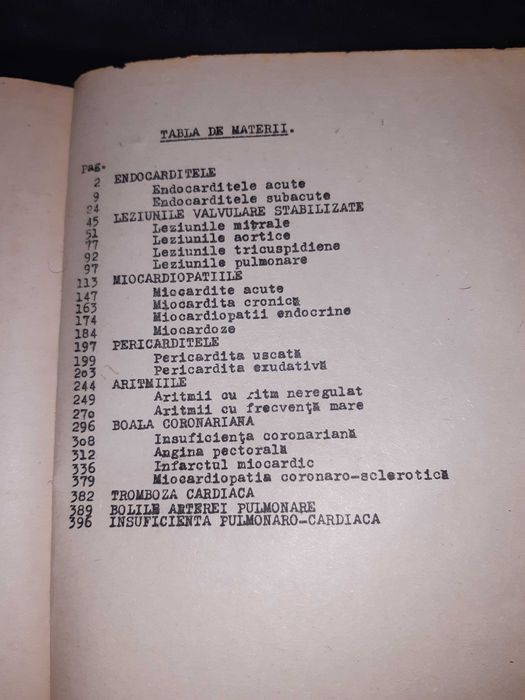 TABLA DE MATERII.
Pag.
2 ENDOCARDITELE
9 Endocarditele acute
24 Endocarditele subacute
45 LEZIUNILE VALVULARE STABILIZATE
51 Leziunile mitrale
77 Leziunile aortice
92 Leziunile tricuspidiene
97 Leziunile pulmonare
113 MIOCARDIOPATIILE
147 Miocardite acute
163 Miocardita cronică
174 Miocardiopatii endocrine
184 Miocardoze
197 PERICARDITELE
199 Pericardita uscată
203 Pericardita exudativă
244 ARITMIILE
249 Aritmii cu ritm neregulat
270 Aritmii cu frecvenţă mare
296 BOALA CORONARIANA
308 Insuficienţa coronariană
312 Angina pectorală
336 Infarctul miocardic
379 Miocardiopatia coronaro-sclerotică
382 TROMBOZA CARDIACA
389 BOLILE ARTEREI PULMONARE
396 INSUFICIENTA PULMONARO-CARDIACA